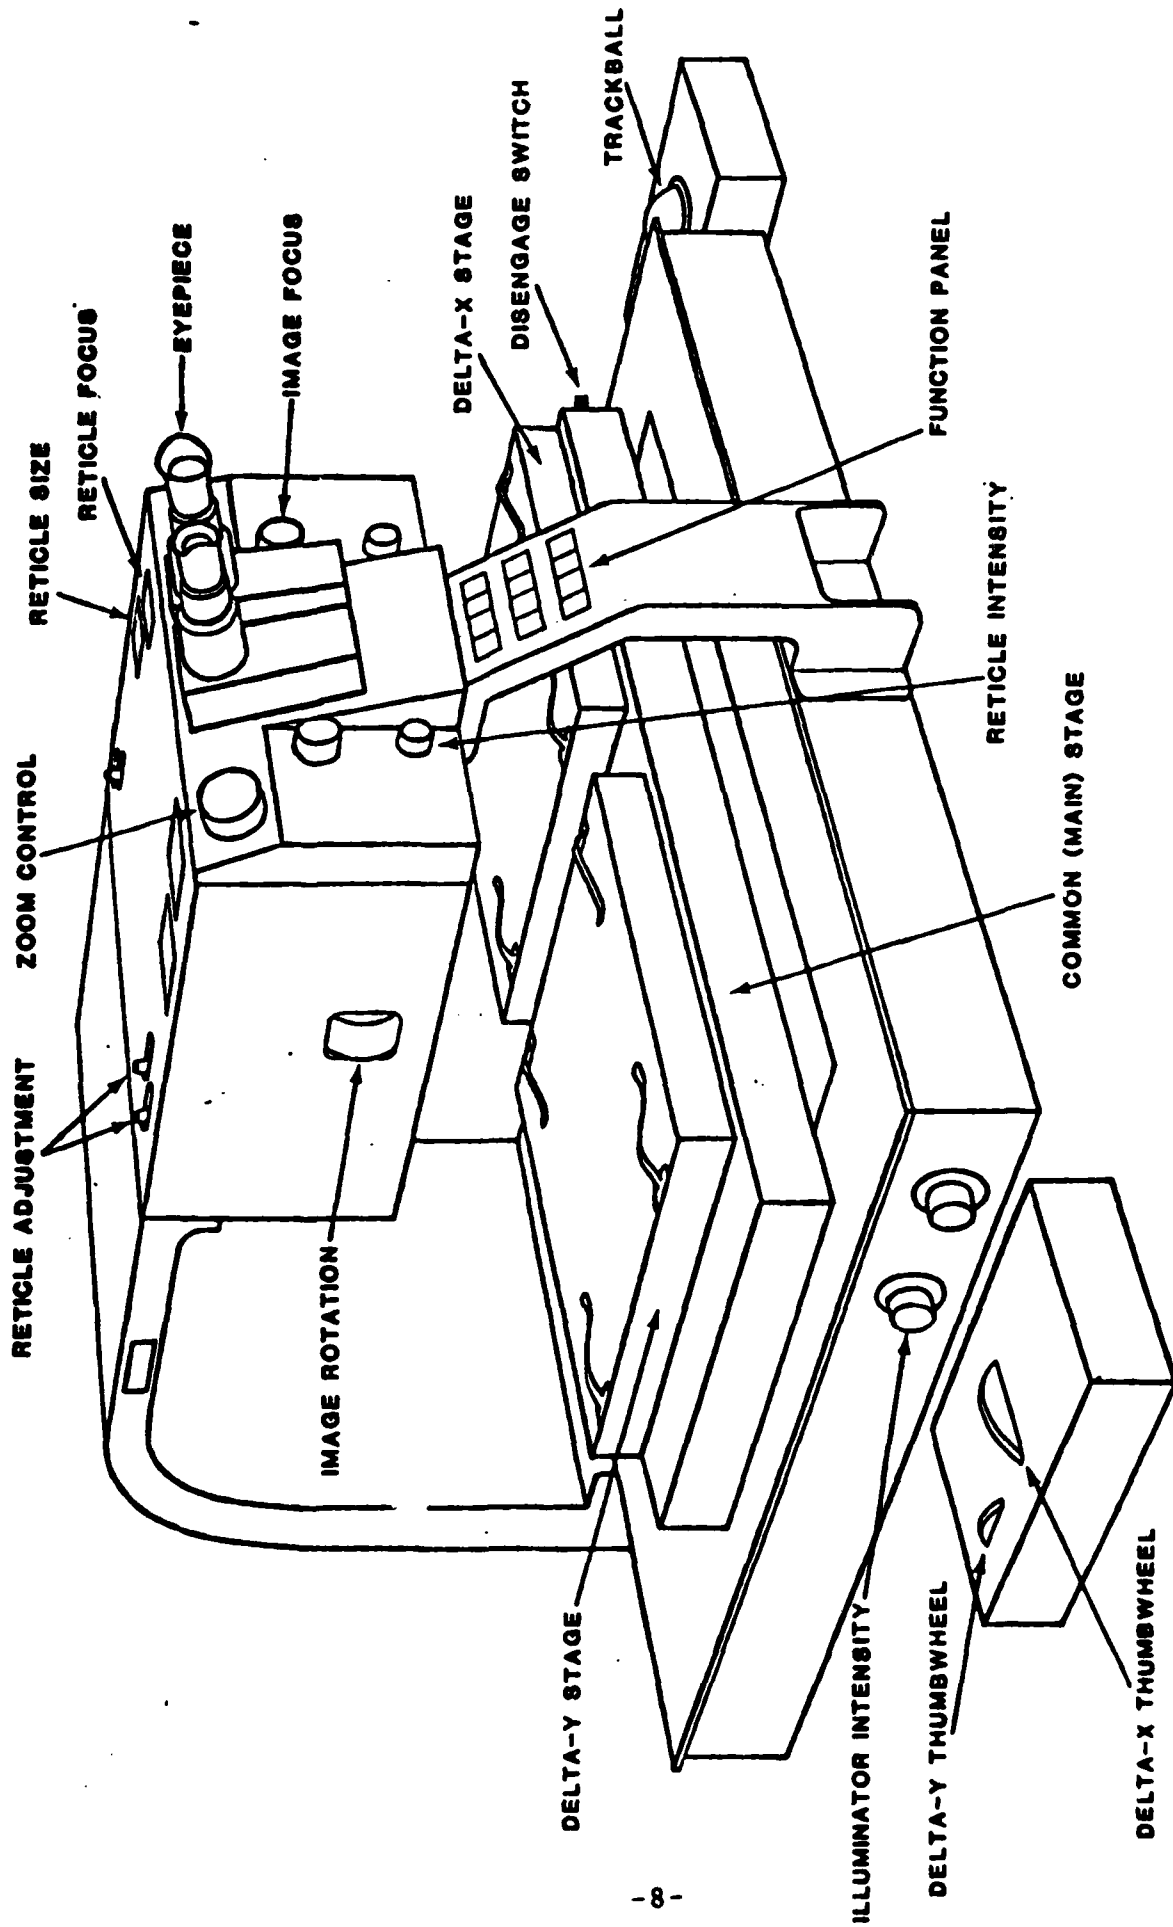 RETICLE ADJUSTMENT
ZOOM CONTROL
RETICLE SIZE
RETICLE FOCUS
EYEPIECE
IMAGE FOCUS
IMAGE ROTATION
DELTA-X STAGE
DISENGAGE SWITCH
TRACKBALL
DELTA-Y STAGE
ILLUMINATOR INTENSITY
DELTA-Y THUMBWHEEL
DELTA-X THUMBWHEEL
COMMON (MAIN) STAGE
RETICLE INTENSITY
FUNCTION PANEL
-8-